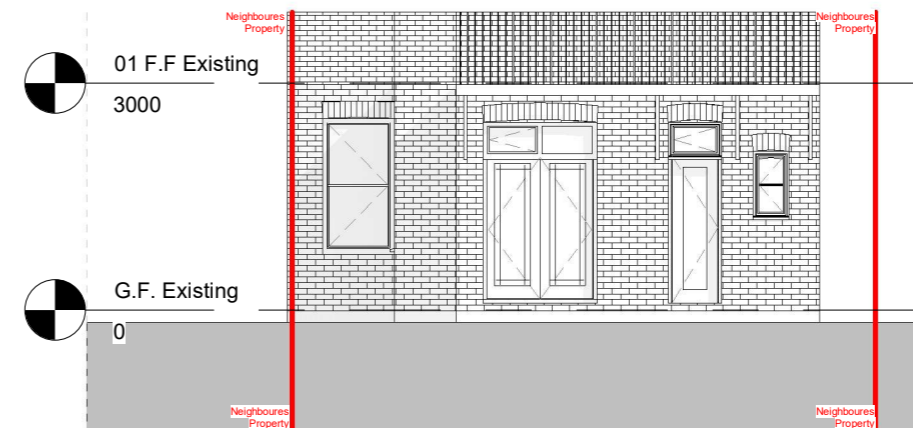 Neighboures
Property
Neighboures
Property
01 F.F Existing
3000
G.F. Existing
0
Neighboures
Property
Neighboures
Property